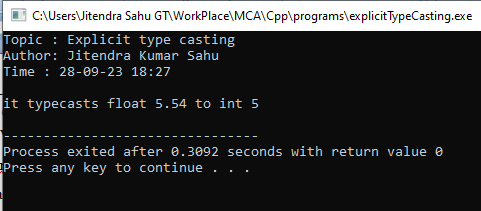 C:\Users\Jitendra Sahu GT\WorkPlace\MCA\Cpp\programs\explicitTypeCasting.exe
Topic : Explicit type casting
Author: Jitendra Kumar Sahu
Time : 28-09-23 18:27
it typecasts float 5.54 to int 5
--------------------------------
Process exited after 0.3092 seconds with return value 0
Press any key to continue . . .